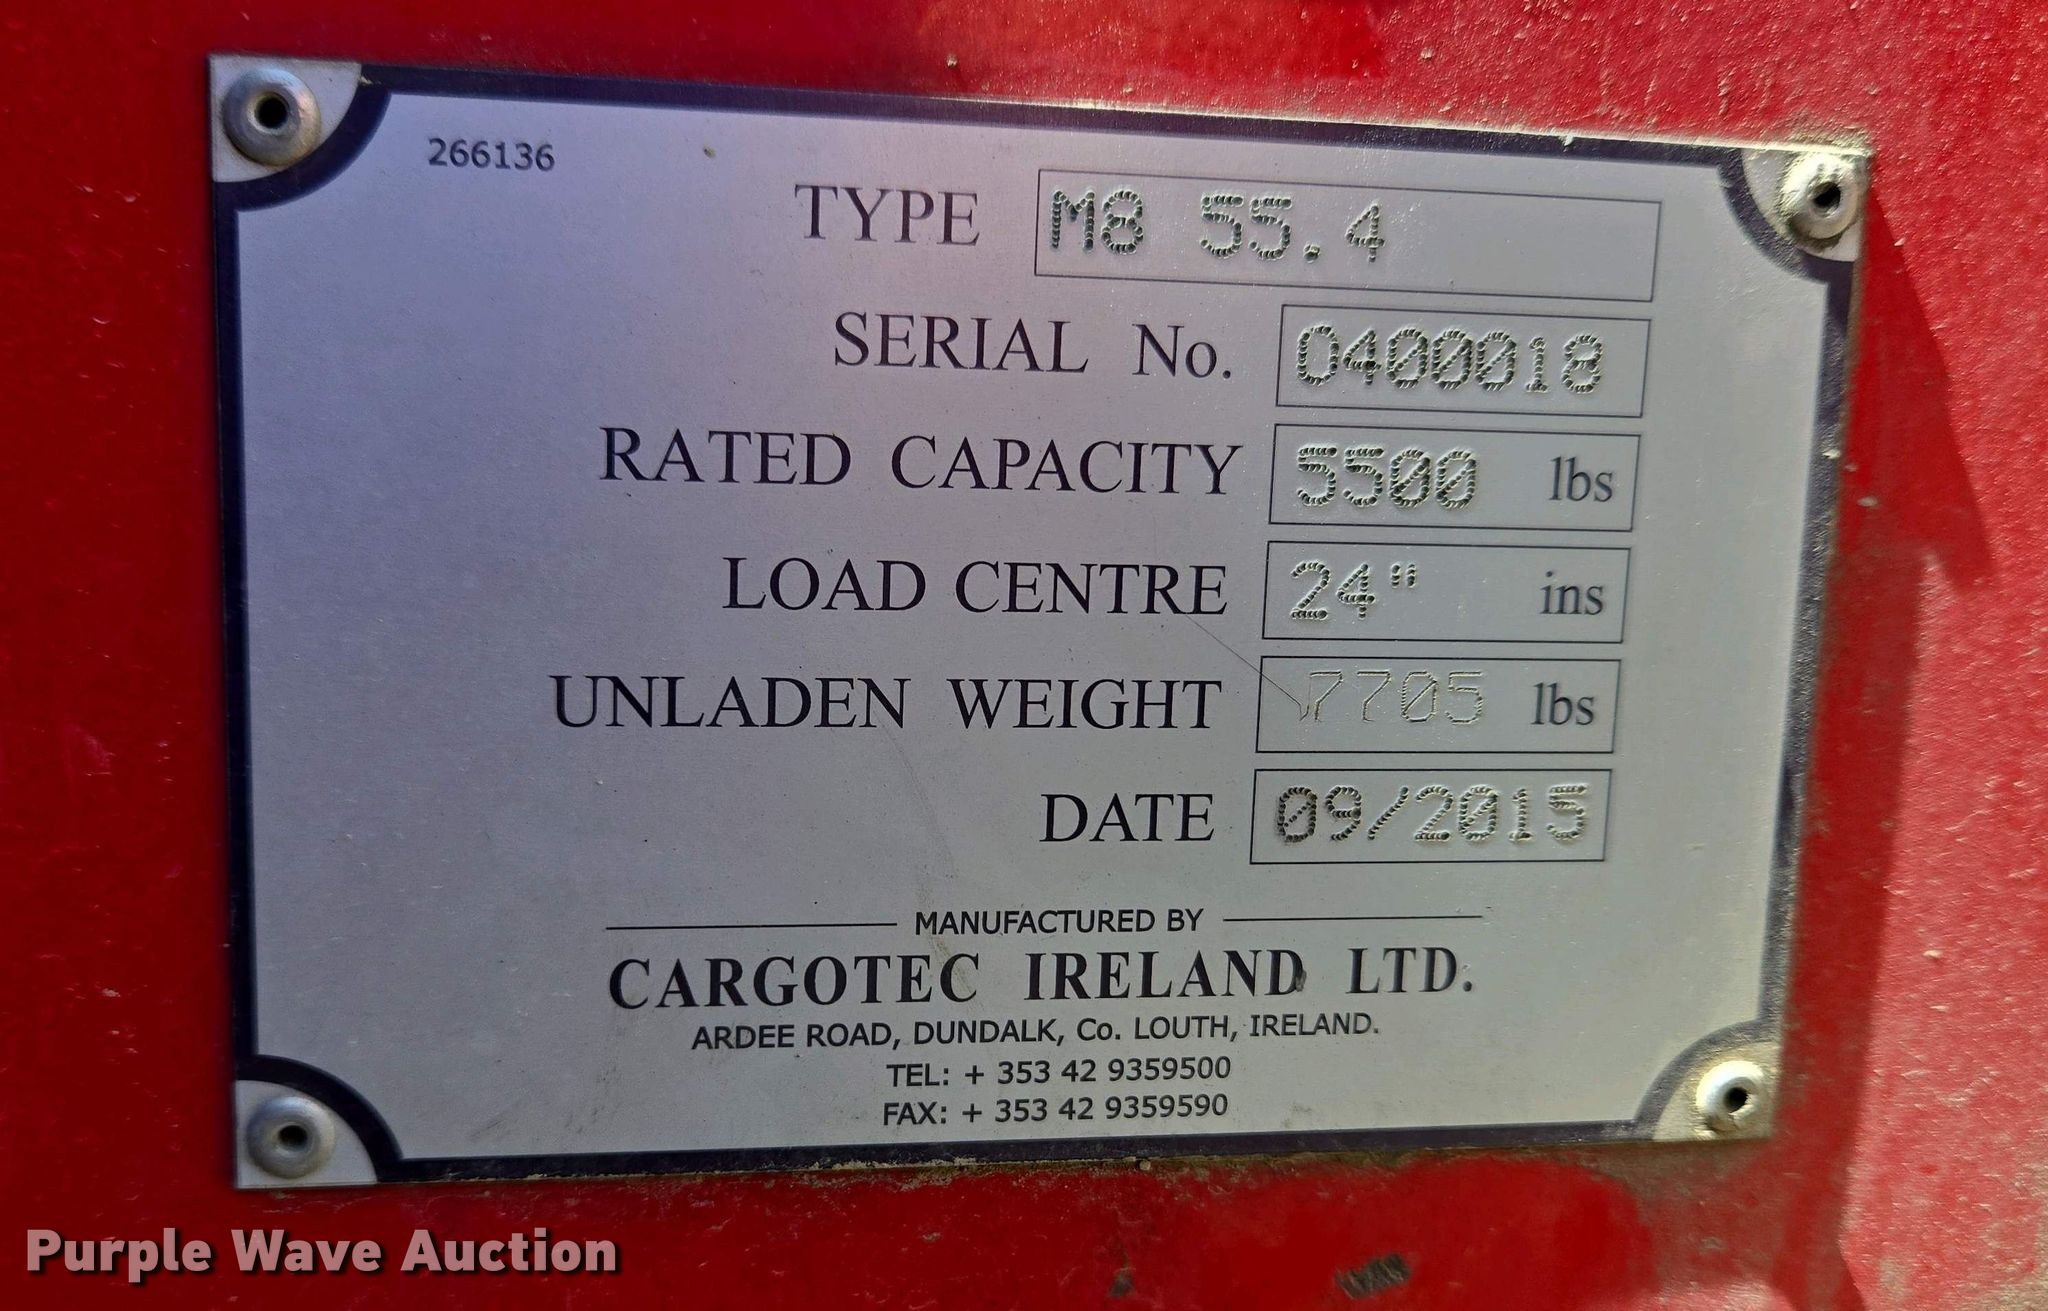 266136
TYPE M8 55.4
SERIAL No. 0400018
RATED CAPACITY 5500 lbs
LOAD CENTRE 24" ins
UNLADEN WEIGHT 7705 lbs
DATE 09/2015
MANUFACTURED BY
CARGOTEC IRELAND LTD.
ARDEE ROAD, DUNDALK, Co. LOUTH, IRELAND.
TEL: + 353 42 9359500
FAX: + 353 42 9359590
Purple Wave Auction